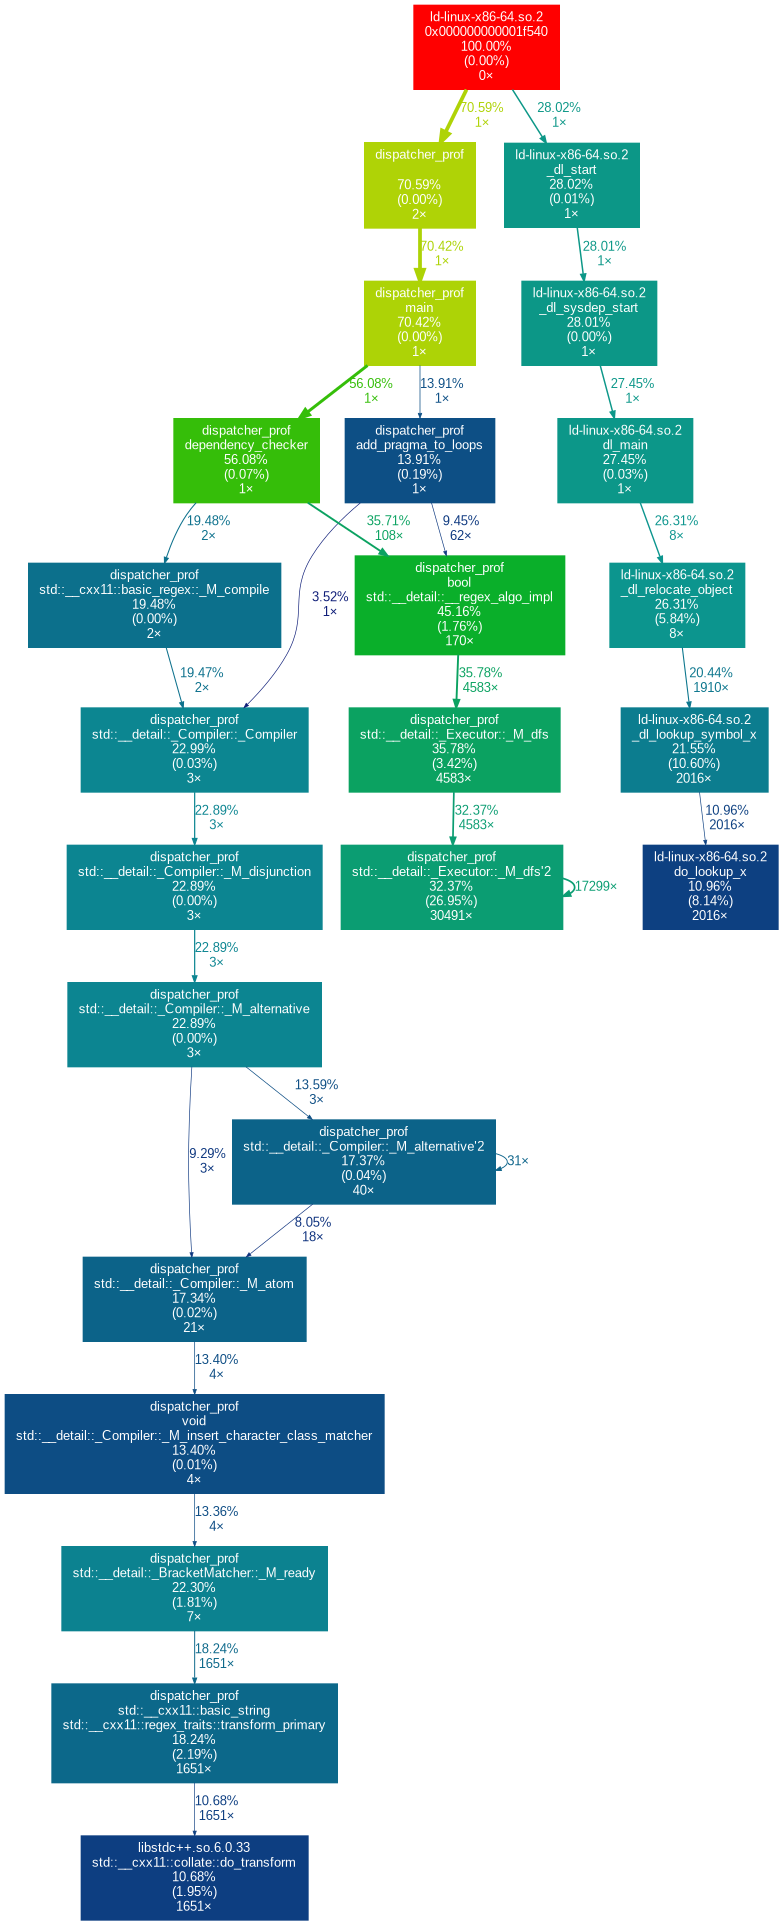 ld-linux-x86-64.so.2
0x000000000001f540
100.00%
(0.00%)
0×
70.59%
1×
28.02%
1×
dispatcher_prof
70.59%
(0.00%)
2×
ld-linux-x86-64.so.2
_dl_start
28.02%
(0.01%)
1×
70.42%
1×
28.01%
1×
dispatcher_prof
main
70.42%
(0.00%)
1×
ld-linux-x86-64.so.2
_dl_sysdep_start
28.01%
(0.00%)
1×
56.08%
1×
13.91%
1×
27.45%
1×
dispatcher_prof
dependency_checker
56.08%
(0.07%)
1×
dispatcher_prof
add_pragma_to_loops
13.91%
(0.19%)
1×
ld-linux-x86-64.so.2
dl_main
27.45%
(0.03%)
1×
19.48%
2×
35.71%
108×
9.45%
62×
26.31%
8×
3.52%
1×
dispatcher_prof
std::__cxx11::basic_regex::_M_compile
19.48%
(0.00%)
2×
dispatcher_prof
bool
std::__detail::__regex_algo_impl
45.16%
(1.76%)
170×
ld-linux-x86-64.so.2
_dl_relocate_object
26.31%
(5.84%)
8×
19.47%
2×
35.78%
4583×
20.44%
1910×
dispatcher_prof
std::__detail::_Compiler::_Compiler
22.99%
(0.03%)
3×
dispatcher_prof
std::__detail::_Executor::_M_dfs
35.78%
(3.42%)
4583×
ld-linux-x86-64.so.2
_dl_lookup_symbol_x
21.55%
(10.60%)
2016×
22.89%
3×
32.37%
4583×
10.96%
2016×
dispatcher_prof
std::__detail::_Compiler::_M_disjunction
22.89%
(0.00%)
3×
dispatcher_prof
std::__detail::_Executor::_M_dfs'2
32.37%
(26.95%)
30491×
17299×
ld-linux-x86-64.so.2
do_lookup_x
10.96%
(8.14%)
2016×
22.89%
3×
dispatcher_prof
std::__detail::_Compiler::_M_alternative
22.89%
(0.00%)
3×
13.59%
3×
9.29%
3×
dispatcher_prof
std::__detail::_Compiler::_M_alternative'2
17.37%
(0.04%)
40×
31×
8.05%
18×
dispatcher_prof
std::__detail::_Compiler::_M_atom
17.34%
(0.02%)
21×
13.40%
4×
dispatcher_prof
void
std::__detail::_Compiler::_M_insert_character_class_matcher
13.40%
(0.01%)
4×
13.36%
4×
dispatcher_prof
std::__detail::_BracketMatcher::_M_ready
22.30%
(1.81%)
7×
18.24%
1651×
dispatcher_prof
std::__cxx11::basic_string
std::__cxx11::regex_traits::transform_primary
18.24%
(2.19%)
1651×
10.68%
1651×
libstdc++.so.6.0.33
std::__cxx11::collate::do_transform
10.68%
(1.95%)
1651×